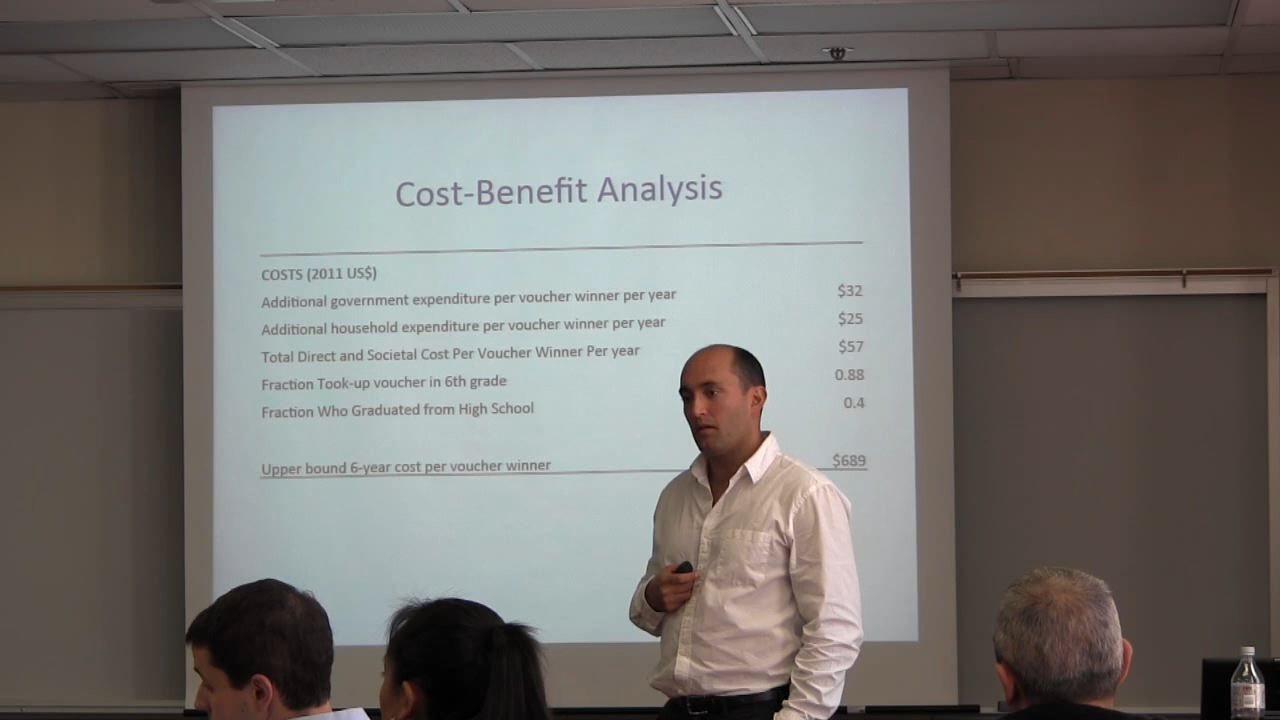 Cost-Benefit Analysis
COSTS (2011 US$)
Additional government expenditure per voucher winner per year $32
Additional household expenditure per voucher winner per year $25
Total Direct and Societal Cost Per Voucher Winner Per year $57
Fraction Took-up voucher in 6th grade 0.88
Fraction Who Graduated from High School 0.4
Upper bound 6-year cost per voucher winner $689